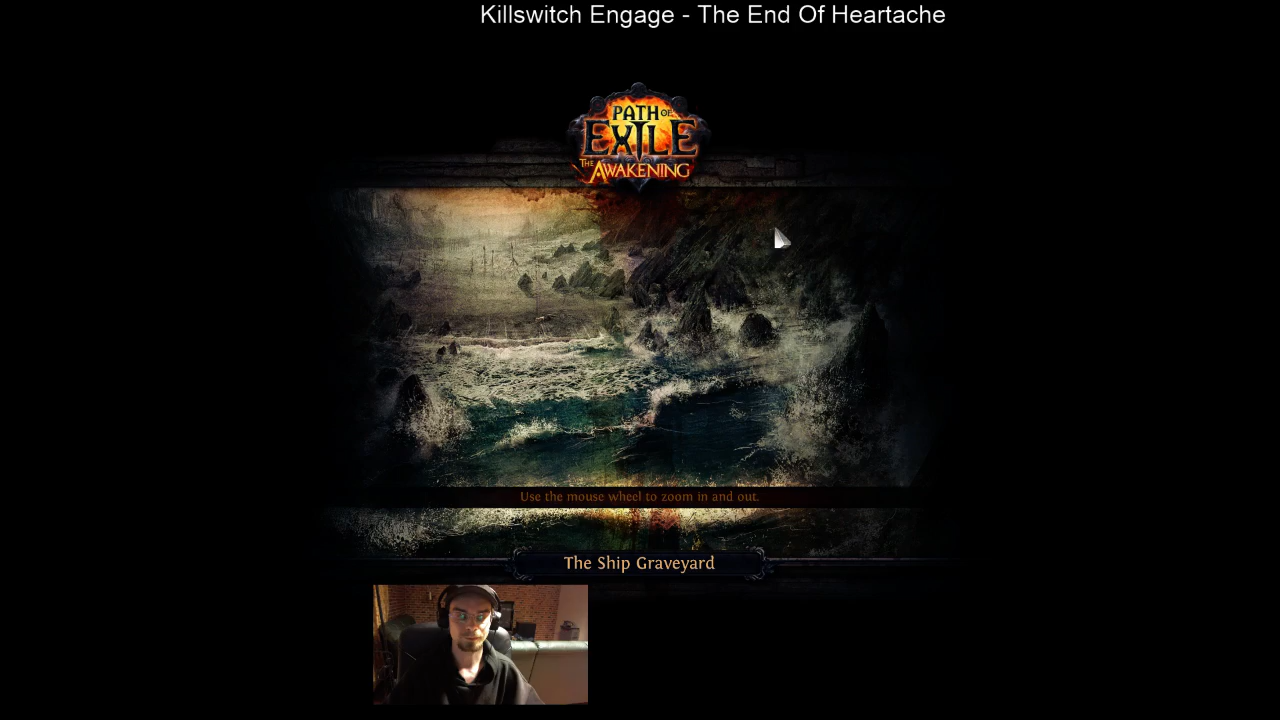 Killswitch Engage - The End Of Heartache
PATH OF
EXILE
THE AWAKENING
Use the mouse wheel to zoom in and out.
The Ship Graveyard